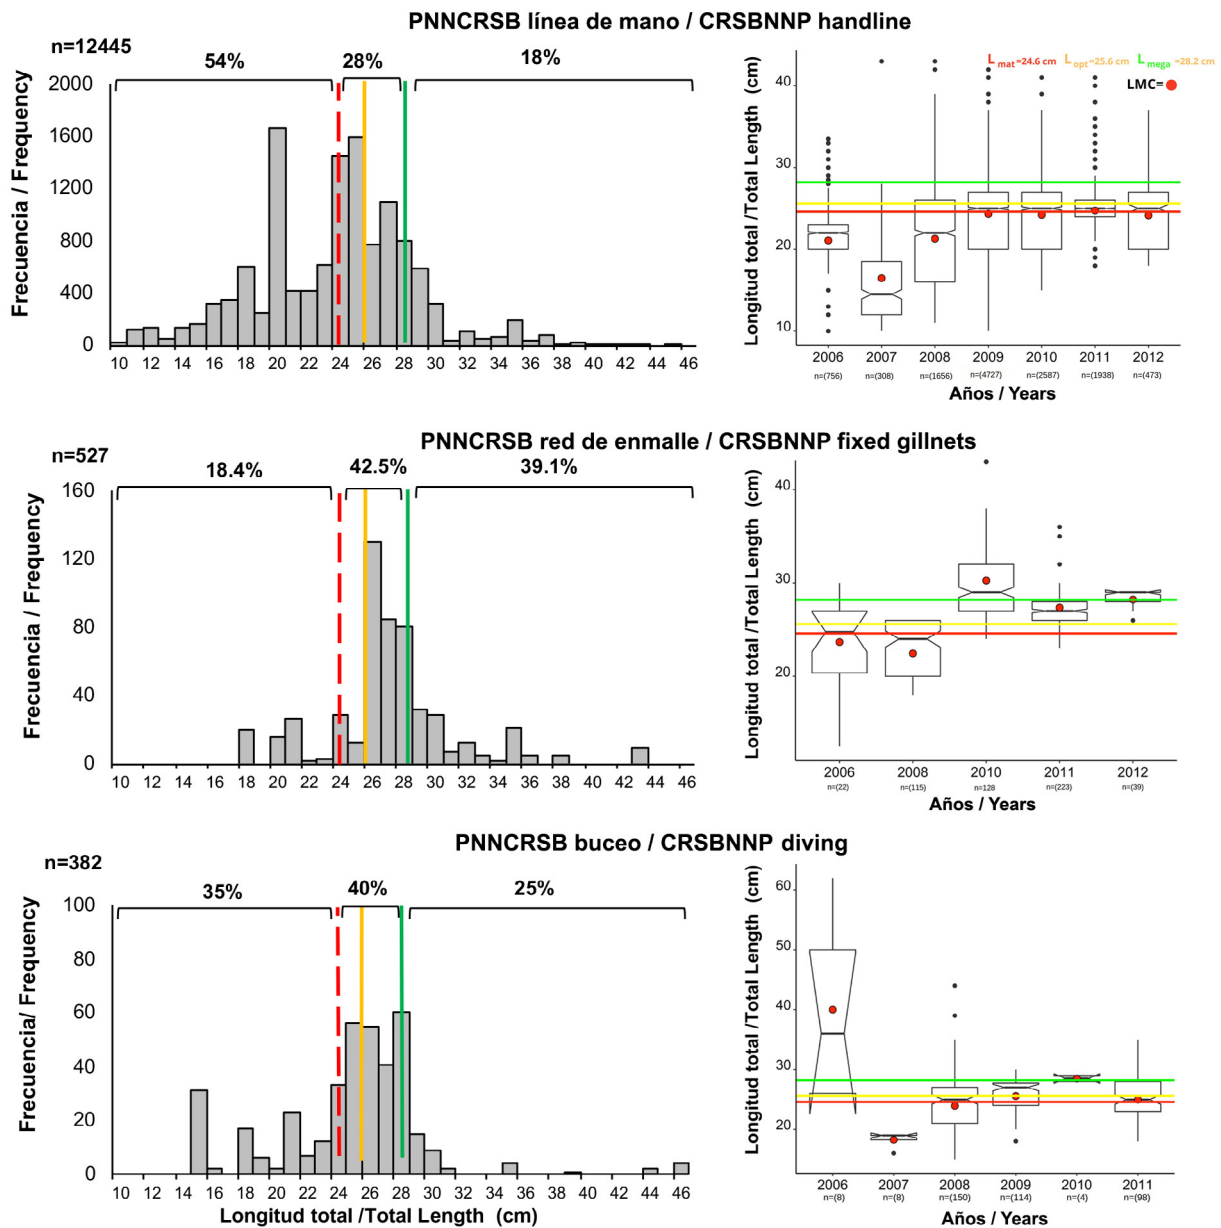 PNNCRSB línea de mano / CRSBNNP handline
n=12445
54%
28%
18%
Frecuencia / Frequency
2000
1600
1200
800
400
0
10 12 14 16 18 20 22 24 26 28 30 32 34 36 38 40 42 44 46
L mat=24.6 cm L opt=25.6 cm L mega =28.2 cm
LMC=
Longitud total /Total Length (cm)
40
30
20
10
2006 2007 2008 2009 2010 2011 2012
n=(756) n=(308) n=(1656) n=(4727) n=(2587) n=(1938) n=(473)
Años / Years
PNNCRSB red de enmalle / CRSBNNP fixed gillnets
n=527
18.4%
42.5%
39.1%
Frecuencia / Frequency
160
120
80
40
0
10 12 14 16 18 20 22 24 26 28 30 32 34 36 38 40 42 44 46
Longitud total /Total Length (cm)
40
30
20
2006 2008 2010 2011 2012
n=(22) n=(115) n=128 n=(223) n=(39)
Años / Years
PNNCRSB buceo / CRSBNNP diving
n=382
35%
40%
25%
Frecuencia/ Frequency
100
80
60
40
20
0
10 12 14 16 18 20 22 24 26 28 30 32 34 36 38 40 42 44 46
Longitud total /Total Length (cm)
Longitud total /Total Length (cm)
60
50
40
30
20
2006 2007 2008 2009 2010 2011
n=(8) n=(8) n=(150) n=(114) n=(4) n=(98)
Años / Years